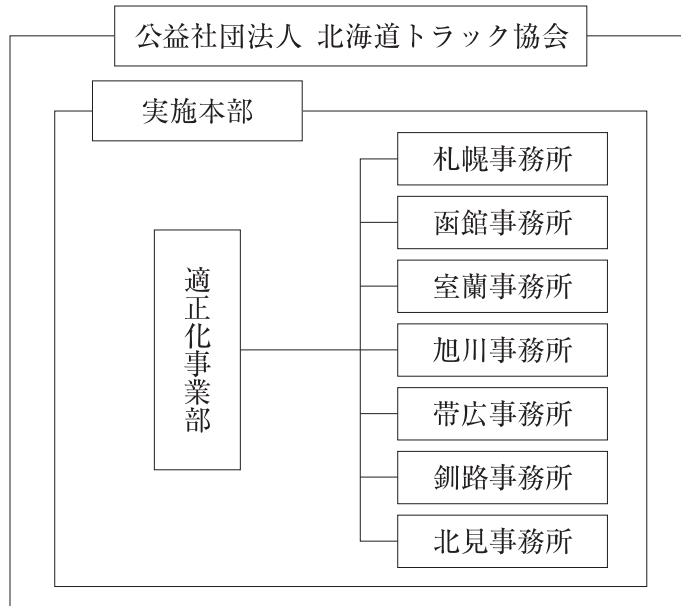 公益社団法人 北海道トラック協会
実施本部
適正化事業部
札幌事務所
函館事務所
室蘭事務所
旭川事務所
帯広事務所
釧路事務所
北見事務所